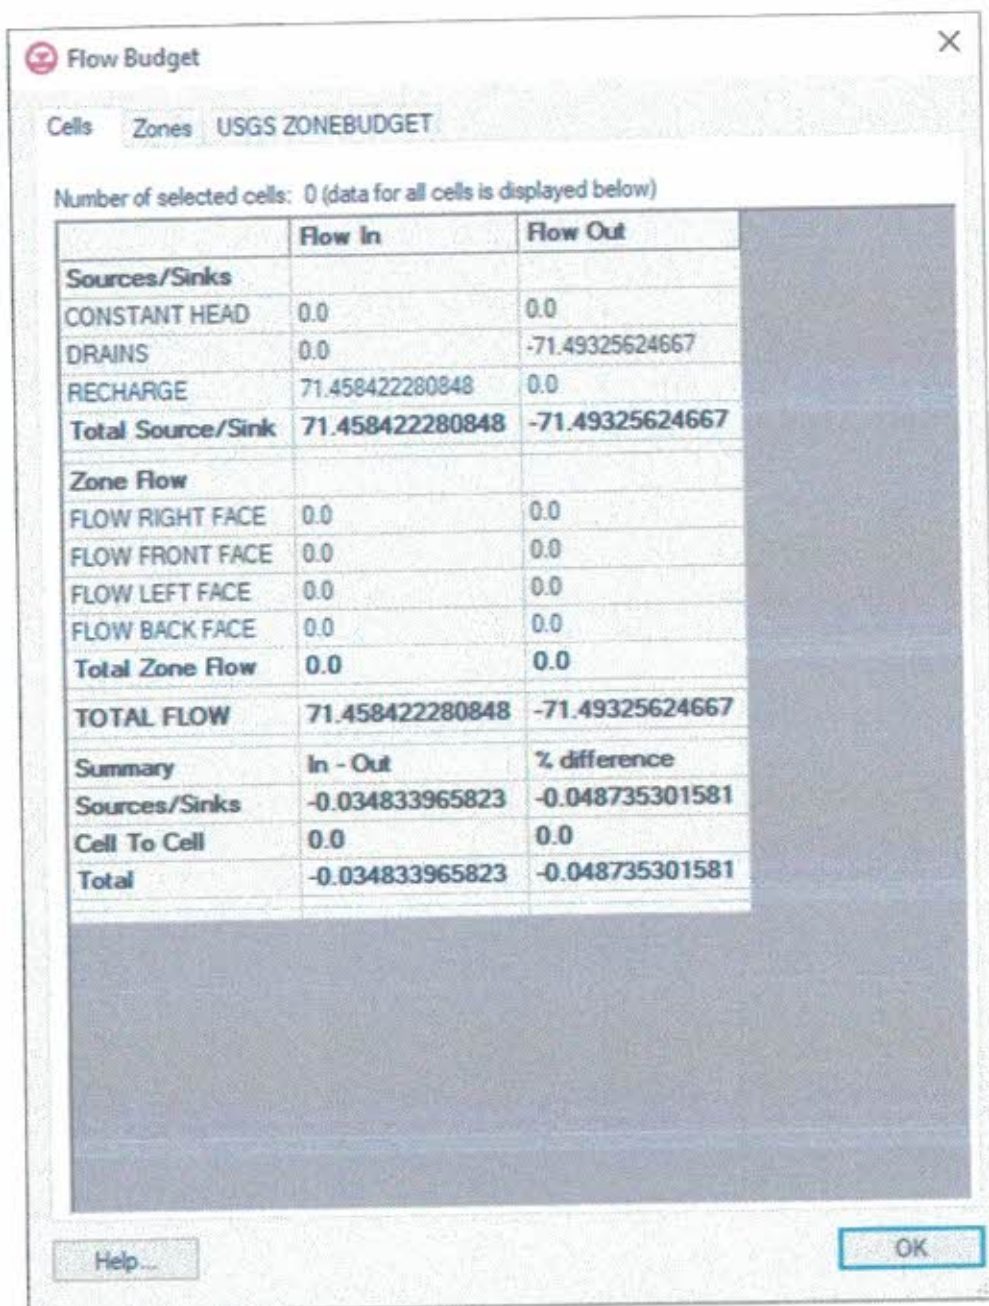 Flow Budget
Cells Zones USGS ZONEBUDGET
Number of selected cells: 0 (data for all cells is displayed below)
Flow In Flow Out
Sources/Sinks
CONSTANT HEAD 0.0 0.0
DRAINS 0.0 -71.49325624667
RECHARGE 71.458422280848 0.0
Total Source/Sink 71.458422280848 -71.49325624667
Zone Flow
FLOW RIGHT FACE 0.0 0.0
FLOW FRONT FACE 0.0 0.0
FLOW LEFT FACE 0.0 0.0
FLOW BACK FACE 0.0 0.0
Total Zone Flow 0.0 0.0
TOTAL FLOW 71.458422280848 -71.49325624667
Summary In - Out % difference
Sources/Sinks -0.034833965823 -0.048735301581
Cell To Cell 0.0 0.0
Total -0.034833965823 -0.048735301581
Help... OK